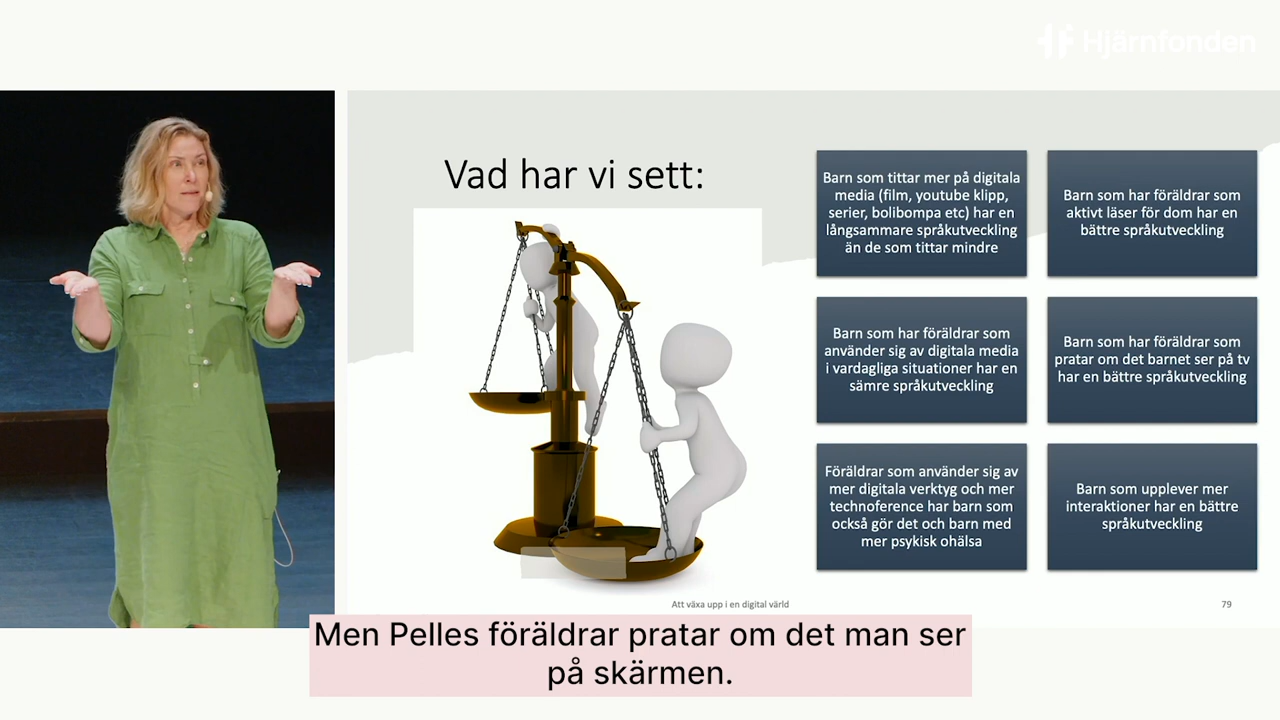 Hjärnfonden
Vad har vi sett:
Barn som tittar mer på digitala
media (film, youtube klipp,
serier, bolibompa etc) har en
långsammare språkutveckling
än de som tittar mindre
Barn som har föräldrar som
aktivt läser för dom har en
bättre språkutveckling
Barn som har föräldrar som
använder sig av digitala media
i vardagliga situationer har en
sämre språkutveckling
Barn som har föräldrar som
pratar om det barnet ser på tv
har en bättre språkutveckling
Föräldrar som använder sig av
mer digitala verktyg och mer
technoference har barn som
också gör det och barn med
mer psykisk ohälsa
Barn som upplever mer
interaktioner har en bättre
språkutveckling
Att växa upp i en digital värld
79
Men Pelles föräldrar pratar om det man ser
på skärmen.